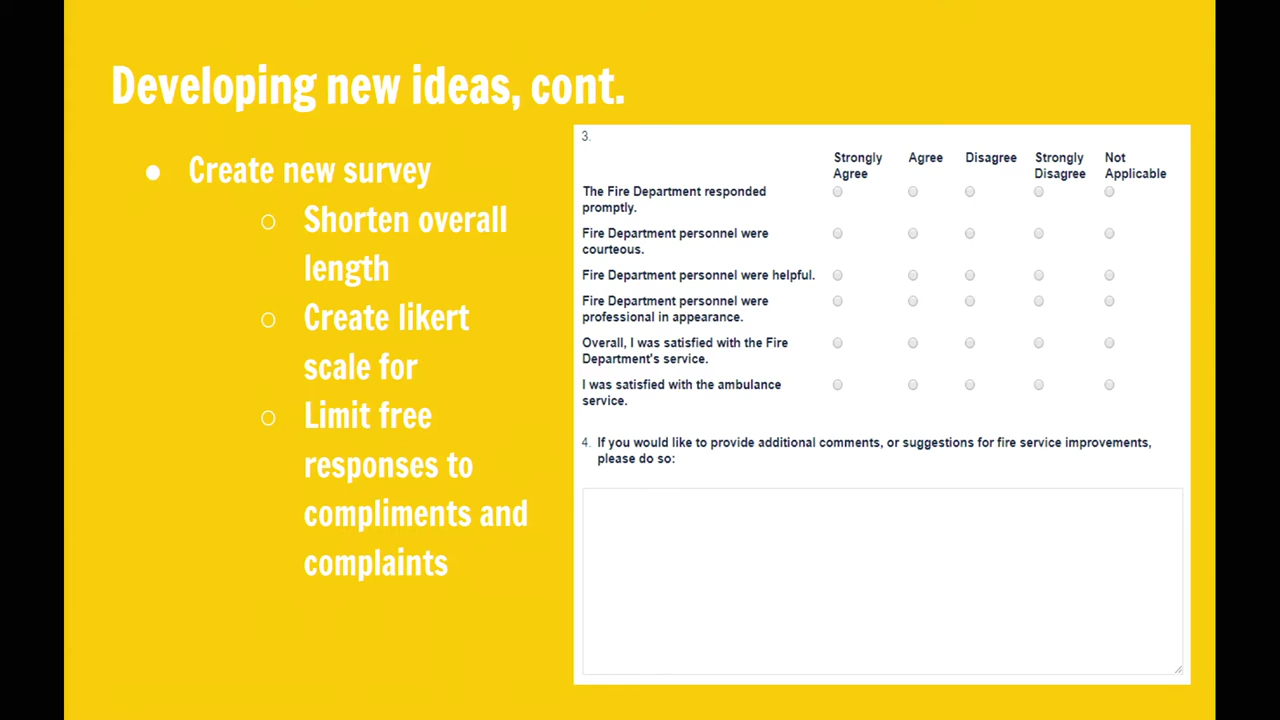 Developing new ideas, cont.
● Create new survey
○ Shorten overall
length
○ Create likert
scale for
○ Limit free
responses to
compliments and
complaints
3.
Strongly Agree Agree Disagree Strongly Disagree Not Applicable
The Fire Department responded
promptly.
Fire Department personnel were
courteous.
Fire Department personnel were helpful.
Fire Department personnel were
professional in appearance.
Overall, I was satisfied with the Fire
Department's service.
I was satisfied with the ambulance
service.
4. If you would like to provide additional comments, or suggestions for fire service improvements,
please do so: